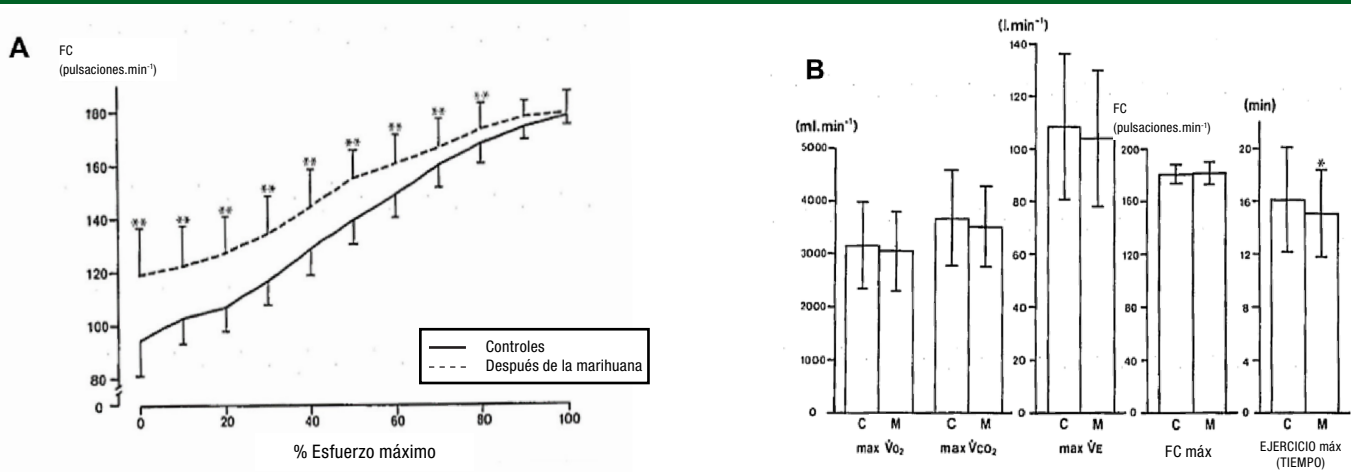 A
FC
(pulsaciones.min⁻¹)
180
160
140
120
100
80
0
** ** ** ** ** ** ** ** **
0 20 40 60 80 100
% Esfuerzo máximo
Controles
Después de la marihuana
B
(ml.min⁻¹)
6000
5000
4000
3000
2000
1000
0
C M
max V̇O₂
C M
max V̇CO₂
(l.min⁻¹)
140
120
100
80
60
40
20
0
C M
max V̇E
FC
(pulsaciones.min⁻¹)
200
160
200
160
80
40
0
C M
FC máx
(min)
20
16
12
8
4
0
*
C M
EJERCICIO máx
(TIEMPO)